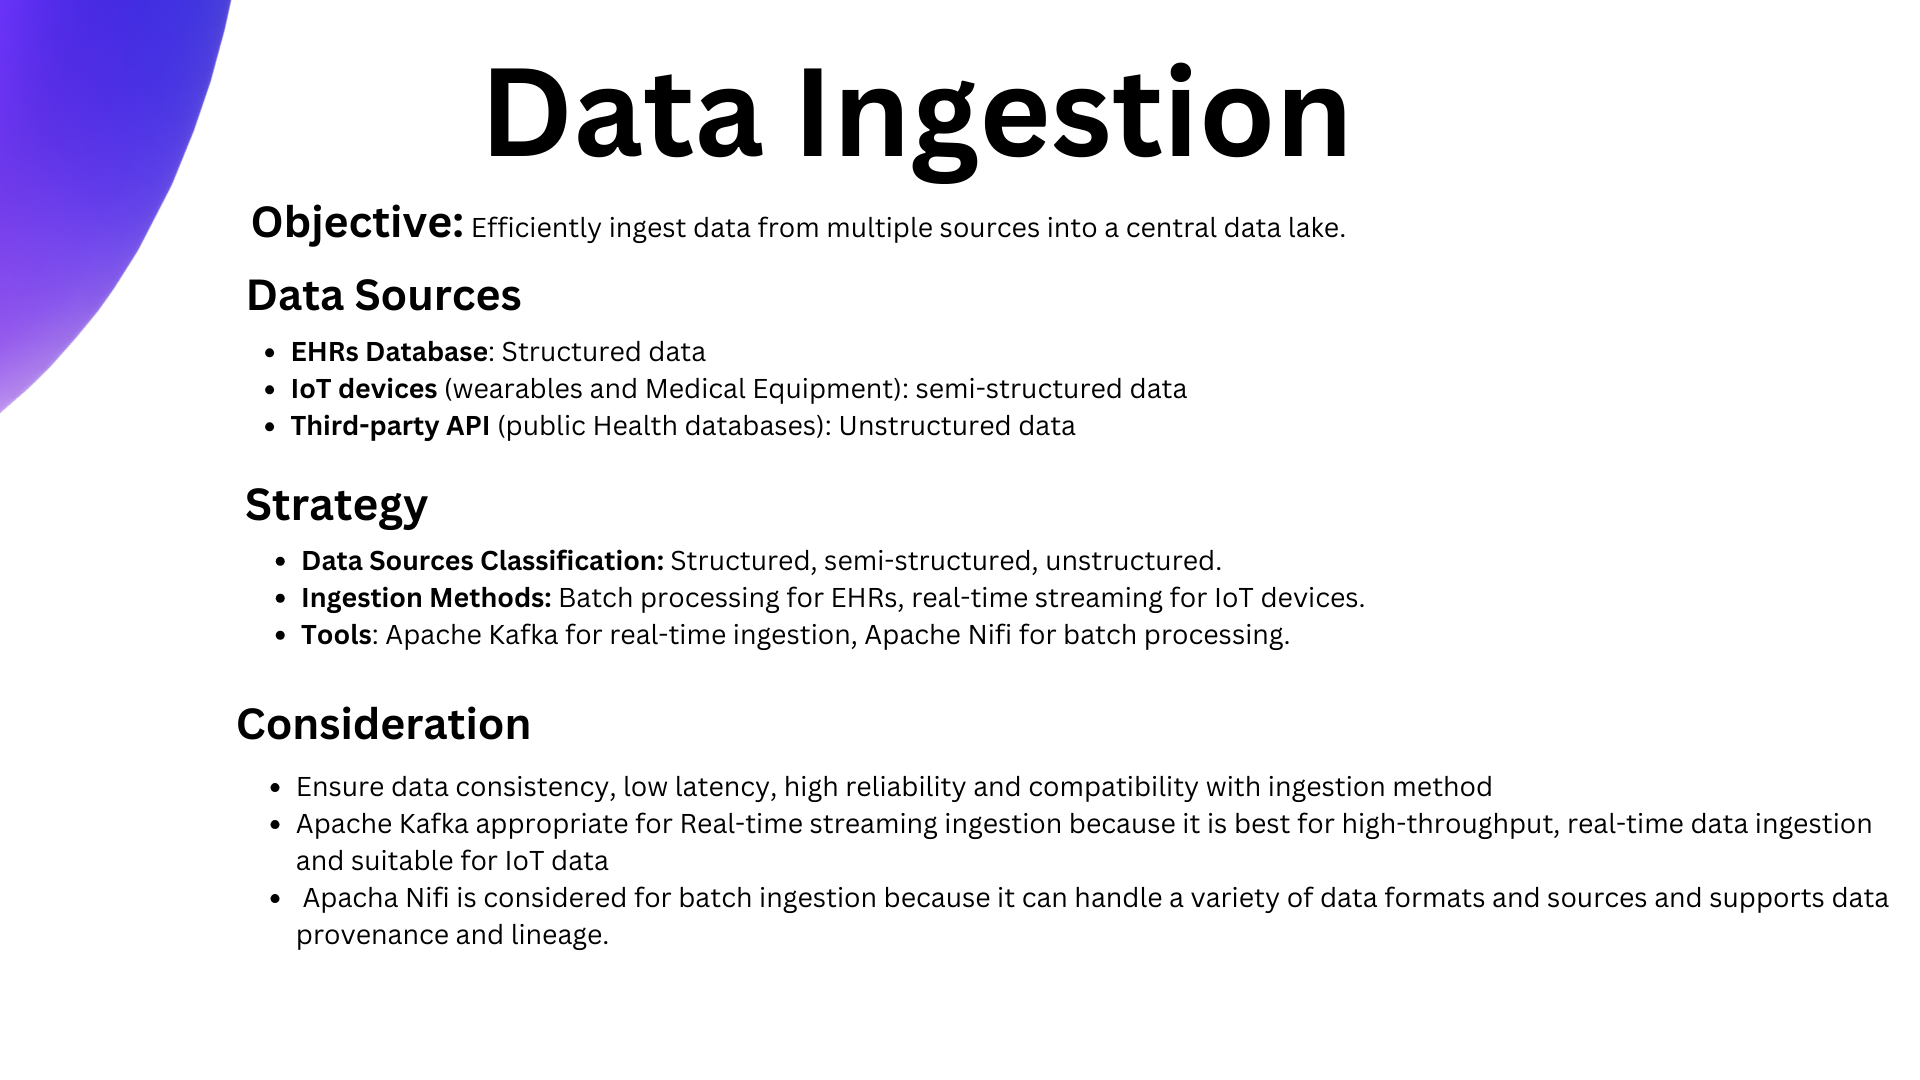 Data Ingestion
Objective: Efficiently ingest data from multiple sources into a central data lake.
Data Sources
• EHRs Database: Structured data
• IoT devices (wearables and Medical Equipment): semi-structured data
• Third-party API (public Health databases): Unstructured data
Strategy
• Data Sources Classification: Structured, semi-structured, unstructured.
• Ingestion Methods: Batch processing for EHRs, real-time streaming for IoT devices.
• Tools: Apache Kafka for real-time ingestion, Apache Nifi for batch processing.
Consideration
• Ensure data consistency, low latency, high reliability and compatibility with ingestion method
• Apache Kafka appropriate for Real-time streaming ingestion because it is best for high-throughput, real-time data ingestion
and suitable for IoT data
• Apacha Nifi is considered for batch ingestion because it can handle a variety of data formats and sources and supports data
provenance and lineage.